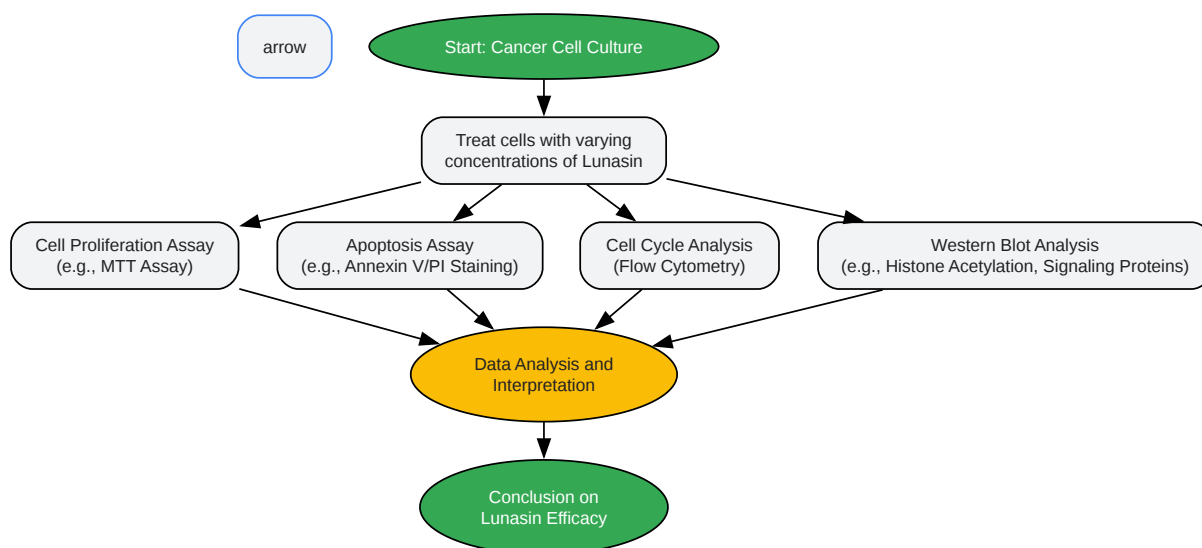 arrow
Start: Cancer Cell Culture
Treat cells with varying
concentrations of Lunasin
Cell Proliferation Assay
(e.g., MTT Assay)
Apoptosis Assay
(e.g., Annexin V/PI Staining)
Cell Cycle Analysis
(Flow Cytometry)
Western Blot Analysis
(e.g., Histone Acetylation, Signaling Proteins)
Data Analysis and
Interpretation
Conclusion on
Lunasin Efficacy